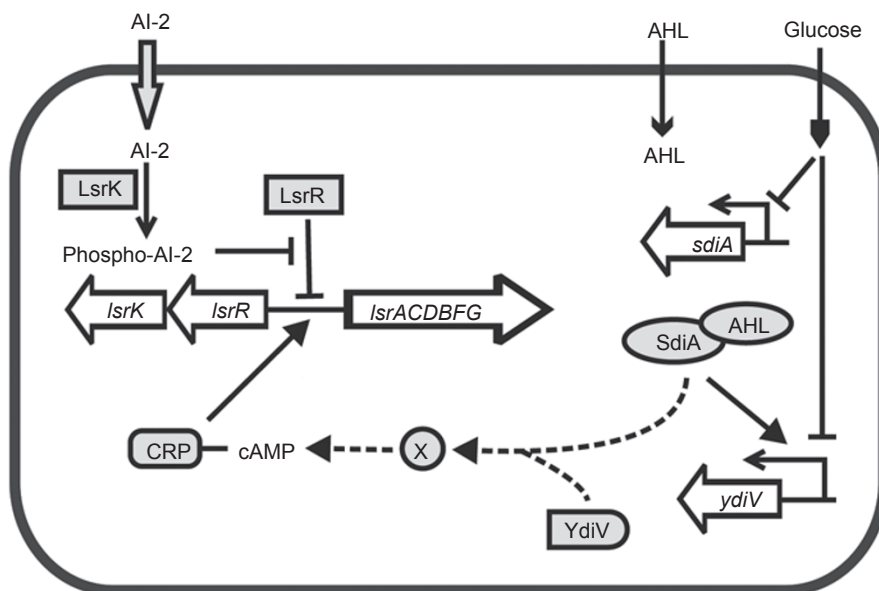 AI-2
AHL
Glucose
AI-2
AHL
LsrK
LsrR
Phospho-AI-2
sdiA
lsrK
lsrR
lsrACDBFG
SdiA
AHL
CRP
cAMP
X
YdiV
ydiV